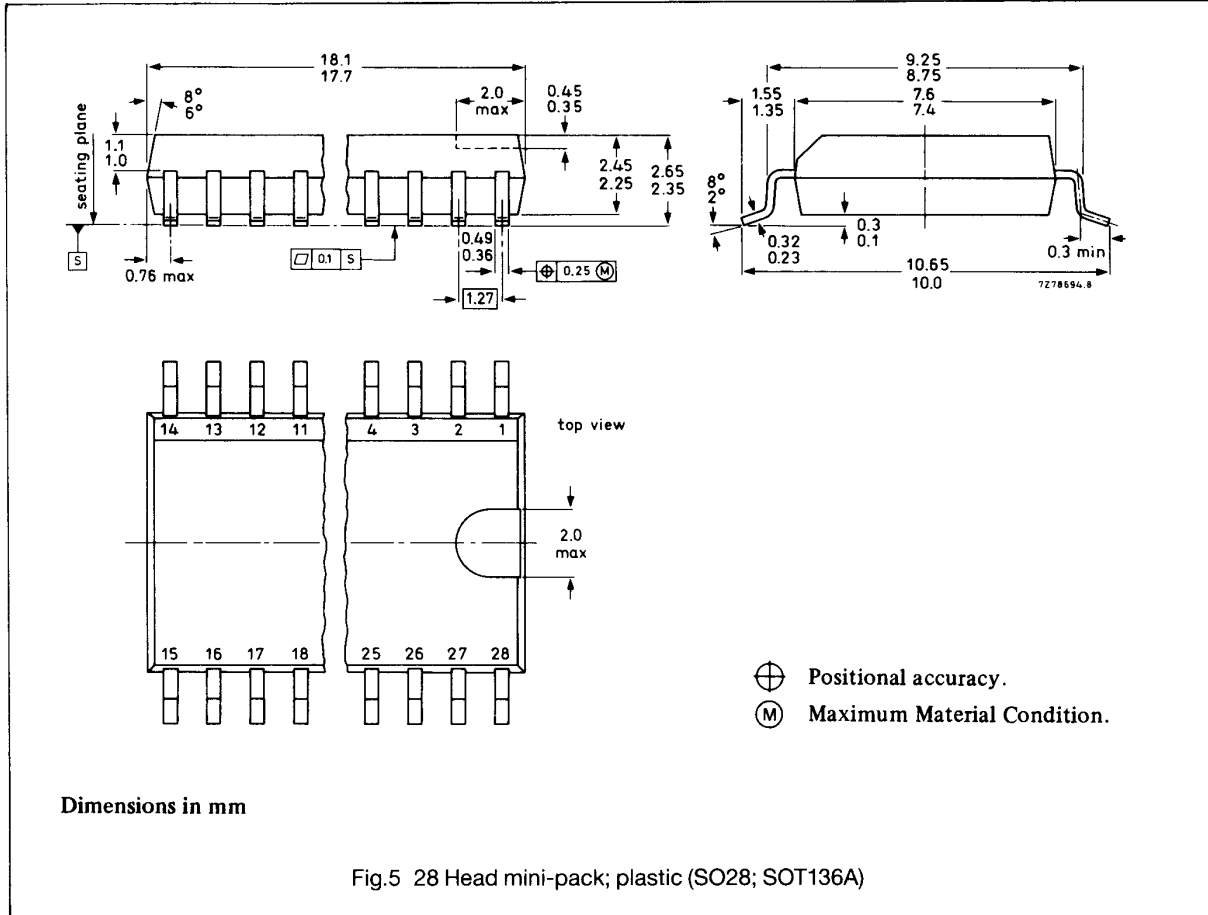 18.1
17.7
8°
6°
2.0
max
0.45
0.35
seating plane
1.1
1.0
2.45
2.25
2.65
2.35
S
0.76 max
0.1 S
0.49
0.36
0.25 M
1.27
9.25
8.75
1.55
1.35
7.6
7.4
8°
2°
0.32
0.23
0.3
0.1
0.3 min
10.65
10.0
7Z78694.8
14 13 12 11 4 3 2 1
top view
2.0
max
15 16 17 18 25 26 27 28
Positional accuracy.
M Maximum Material Condition.
Dimensions in mm
Fig.5 28 Head mini-pack; plastic (SO28; SOT136A)